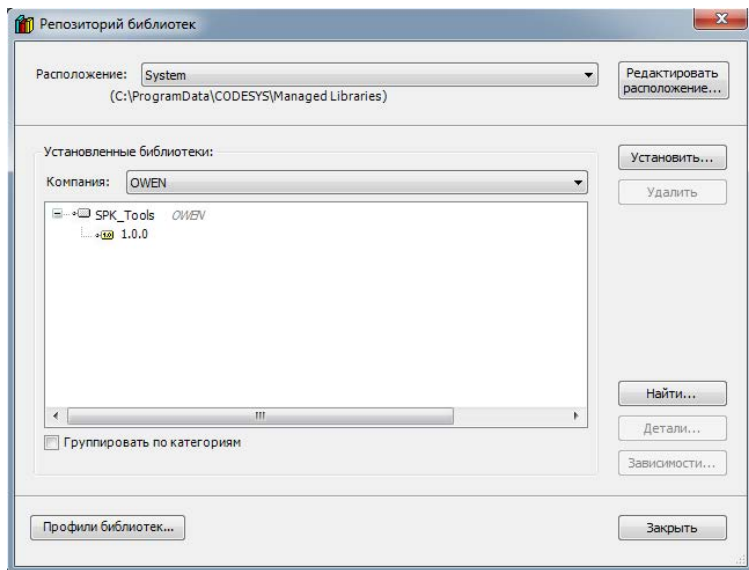 Репозиторий библиотек
Расположение: System
(C:\ProgramData\CODESYS\Managed Libraries)
Редактировать
расположение...
Установленные библиотеки:
Компания: OWEN
Установить...
Удалить
SPK_Tools OWEN
1.0.0
Найти...
Детали...
Зависимости...
Группировать по категориям
Профили библиотек...
Закрыть